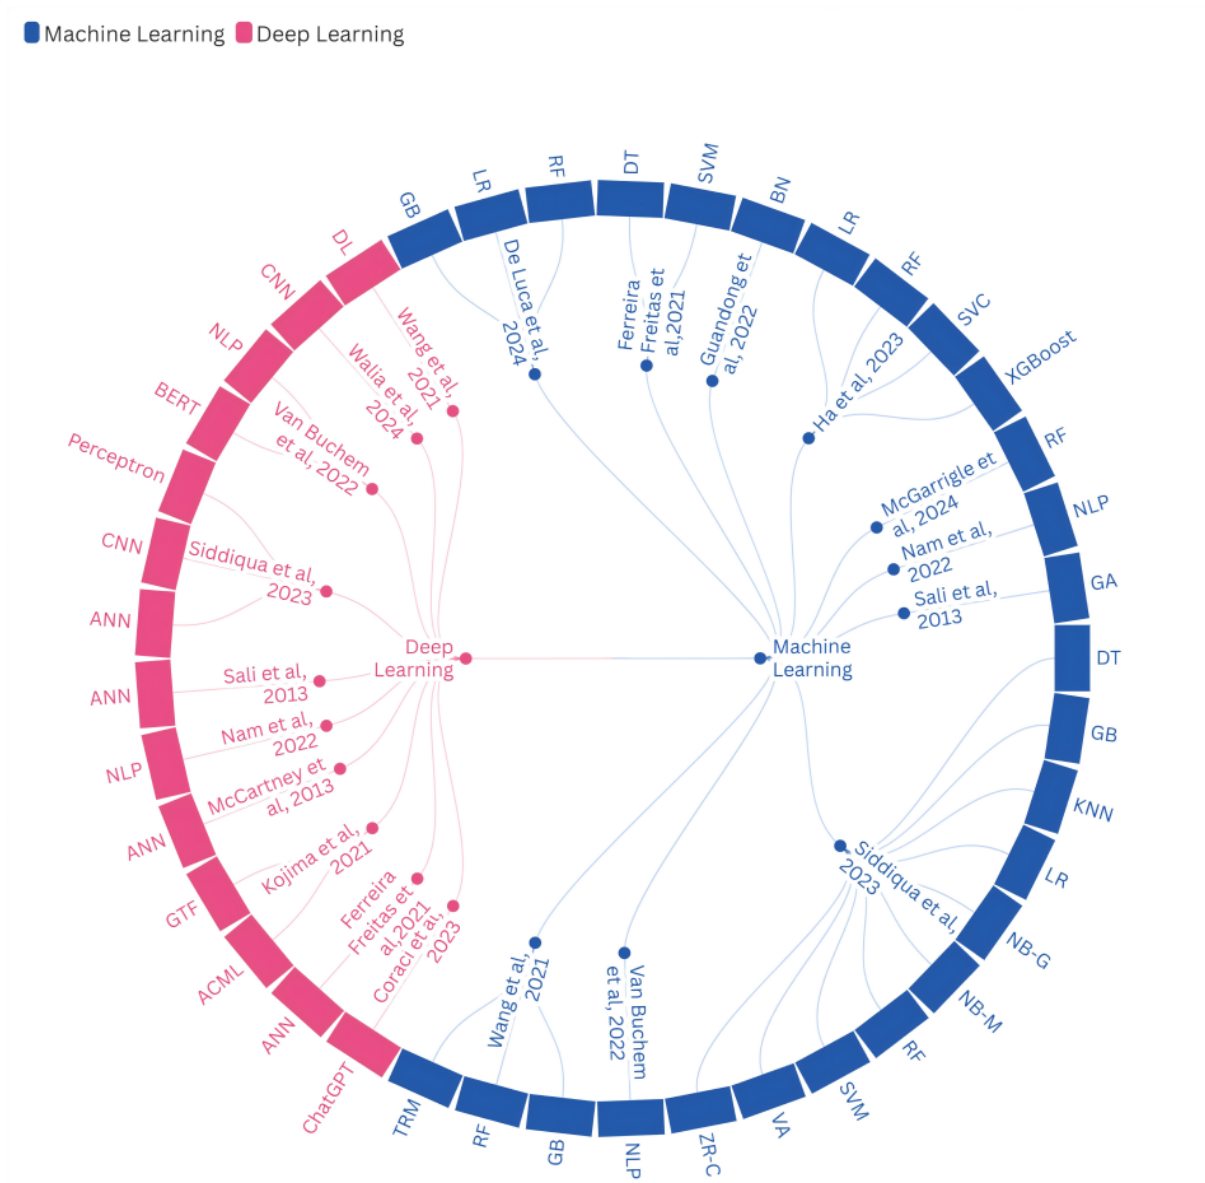 Machine Learning
Deep Learning
GB
LR
RF
DT
SVM
BN
LR
RF
SVC
XGBoost
RF
NLP
GA
DT
GB
KNN
LR
NB-G
NB-M
RF
SVM
VA
ZR-C
NLP
GB
RF
TRM
ChatGPT
ANN
ACML
GTF
ANN
NLP
ANN
ANN
CNN
Perceptron
BERT
NLP
CNN
DL
De Luca et al,
2024
Ferreira
Freitas et
al,2021
Guandong et
al, 2022
Ha et al, 2023
McGarrigle et
al, 2024
Nam et al,
2022
Sali et al,
2013
Machine
Learning
Siddiqua et al,
2023
Van Buchem
et al, 2022
Wang et al,
2021
Wang et al,
2021
Walia et al,
2024
Van Buchem
et al, 2022
Siddiqua et al,
2023
Deep
Learning
Sali et al,
2013
Nam et al,
2022
McCartney et
al, 2013
Kojima et al,
2021
Ferreira
Freitas et
al,2021
Coraci et al,
2023